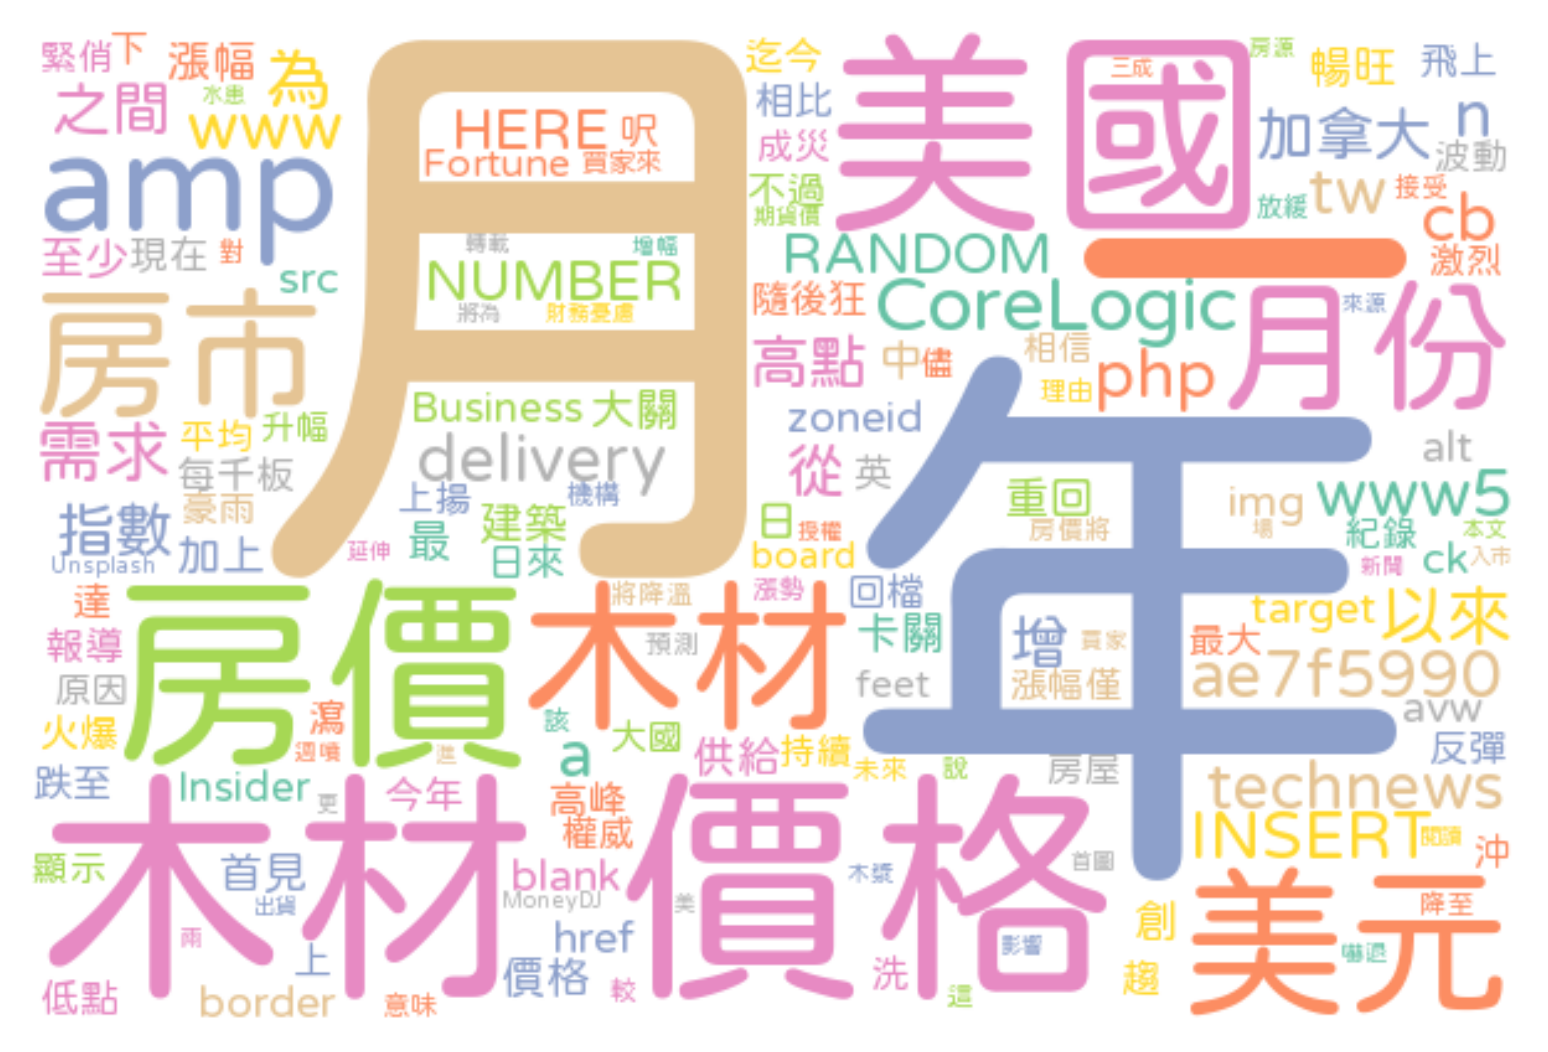 緊俏
下
漲幅
為
之間
水患
www
amp
至少
現在
對
src
房市
需求
平均
升幅
每千板
豪雨
指數
加上
Unsplash
月
HERE
呎
Fortune
買家來
轉載
增幅
NUMBER
將為
財務憂慮
Business
大關
delivery
上揚
機構
最
建築
日來
延伸
迄今
相比
成災
不過
期貨價
美國
三成
房源
暢旺
飛上
加拿大
n
波動
放緩
tw
接受
cb
激烈
RANDOM
一
隨後狂
CoreLogic
月份
來源
高點
中
儘
相信
理由
php
zoneid
從
英
日
授權
board
年
重回
房價將
alt
img
場
www5
紀錄
本文
新聞
ck
入市
達
報導
原因
火爆
跌至
房價
瀉
週噴
進
木材
將降溫
預測
漲勢
回檔
卡關
feet
該
a
大國
供給
持續
未來
說
增
買家
漲幅僅
房屋
target
以來
最大
ae7f5990
avw
反彈
technews
Insider
更
今年
高峰
權威
顯示
首見
出貨
雨
上
低點
border
意味
木材價格
blank
MoneyDJ
美
href
價格
較
木漿
洗
這
影響
首圖
INSERT
閱讀
沖
創
趨
美元
降至
嚇退